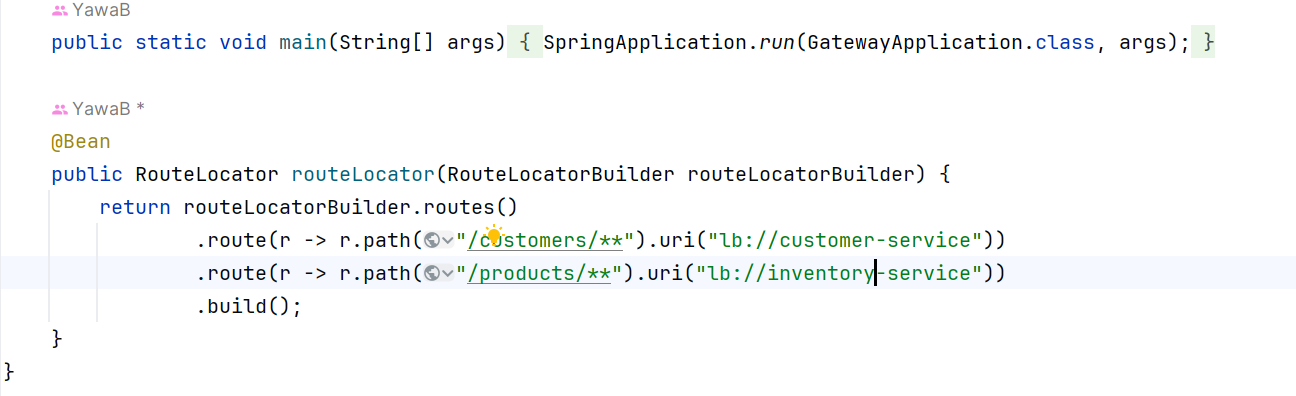 YawaB
public static void main(String[] args) { SpringApplication.run(GatewayApplication.class, args); }
YawaB *
@Bean
public RouteLocator routeLocator(RouteLocatorBuilder routeLocatorBuilder) {
return routeLocatorBuilder.routes()
.route(r -> r.path("/customers/**").uri("lb://customer-service"))
.route(r -> r.path("/products/**").uri("lb://inventory-service"))
.build();
}
}